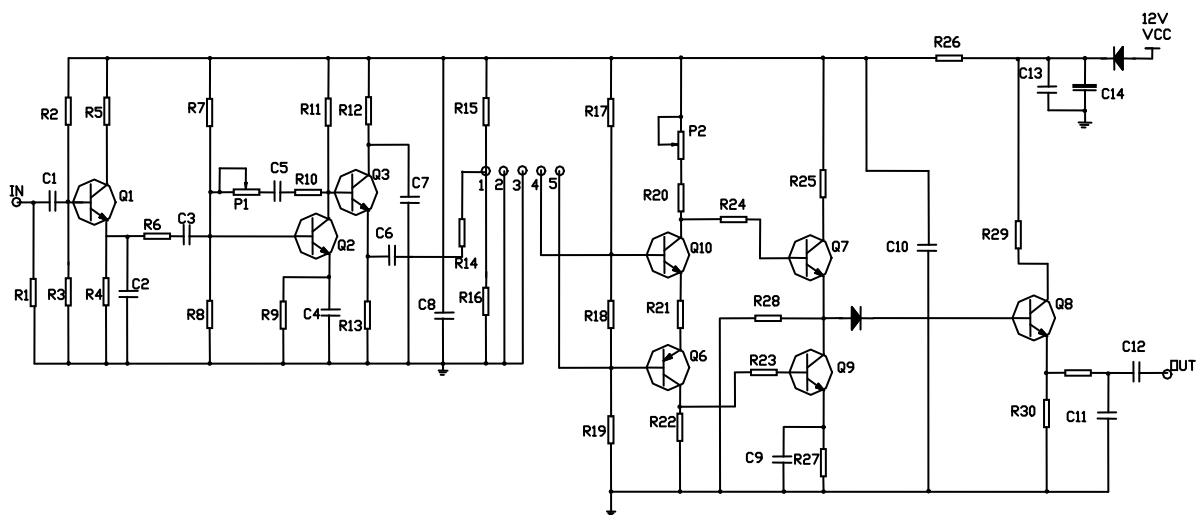 12V
VCC
R26
C13
C14
R2
R5
R7
R11
R12
R15
R17
P2
IN
C1
Q1
C5
R10
P1
Q3
C7
1
2
3
4
5
R20
R25
R6
C3
Q2
C6
R14
R24
Q10
Q7
C10
R29
R1
R3
R4
C2
R8
R9
C4
R13
C8
R16
R18
R21
R28
Q8
Q6
R23
Q9
C12
OUT
R19
R22
C9
R27
R30
C11